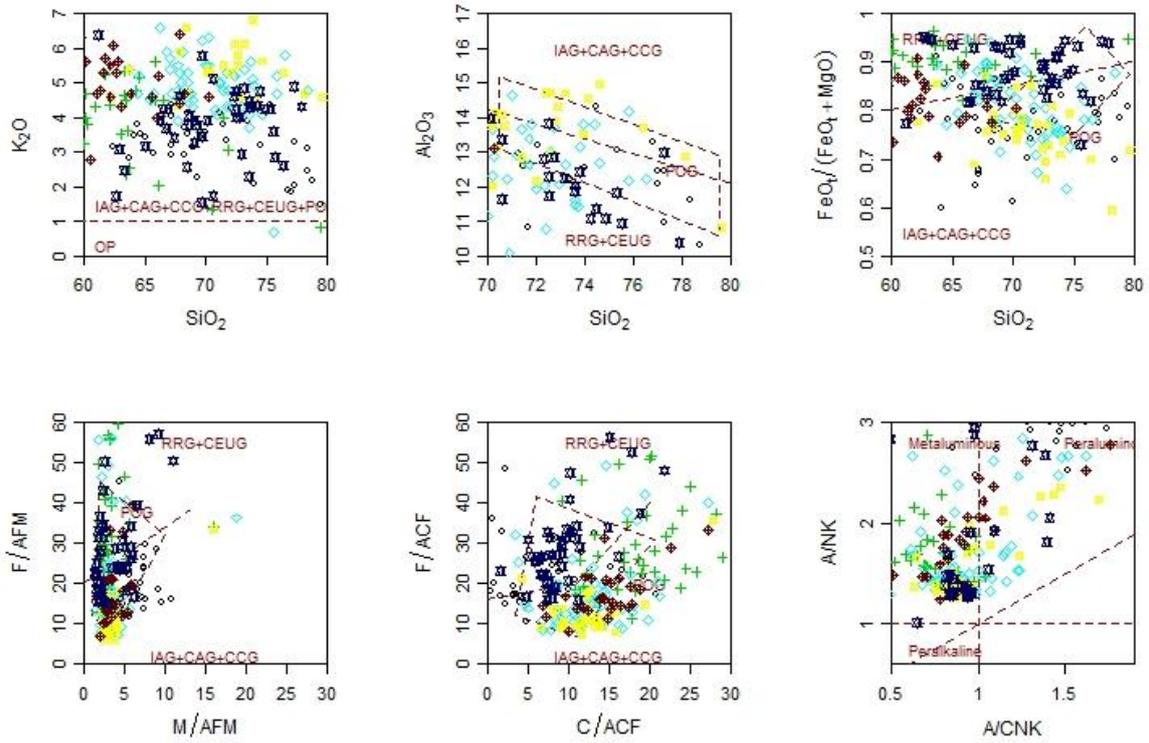 7
6
5
4
3
2
1
0
K2O
IAG+CAG+CCG
RRG+CEUG+PO
OP
60 65 70 75 80
SiO2
17
16
15
14
13
12
11
10
Al2O3
IAG+CAG+CCG
POG
RRG+CEUG
70 72 74 76 78 80
SiO2
1
0.9
0.8
0.7
0.6
0.5
FeOt/(FeOt + MgO)
RRG+CEUG
POG
IAG+CAG+CCG
60 65 70 75 80
SiO2
60
50
40
30
20
10
0
F/AFM
RRG+CEUG
POG
IAG+CAG+CCG
0 5 10 15 20 25 30
M/AFM
60
50
40
30
20
10
0
F/ACF
RRG+CEUG
POG
IAG+CAG+CCG
0 5 10 15 20 25 30
C/ACF
3
2
1
A/NK
Metaluminous
Peralumino
Peralkaline
0.5 1 1.5
A/CNK